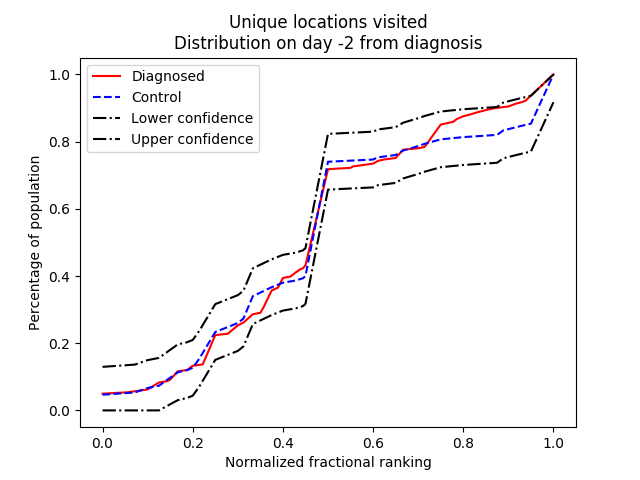 Unique locations visited
Distribution on day -2 from diagnosis
Diagnosed
Control
Lower confidence
Upper confidence
Percentage of population
1.0
0.8
0.6
0.4
0.2
0.0
0.0 0.2 0.4 0.6 0.8 1.0
Normalized fractional ranking